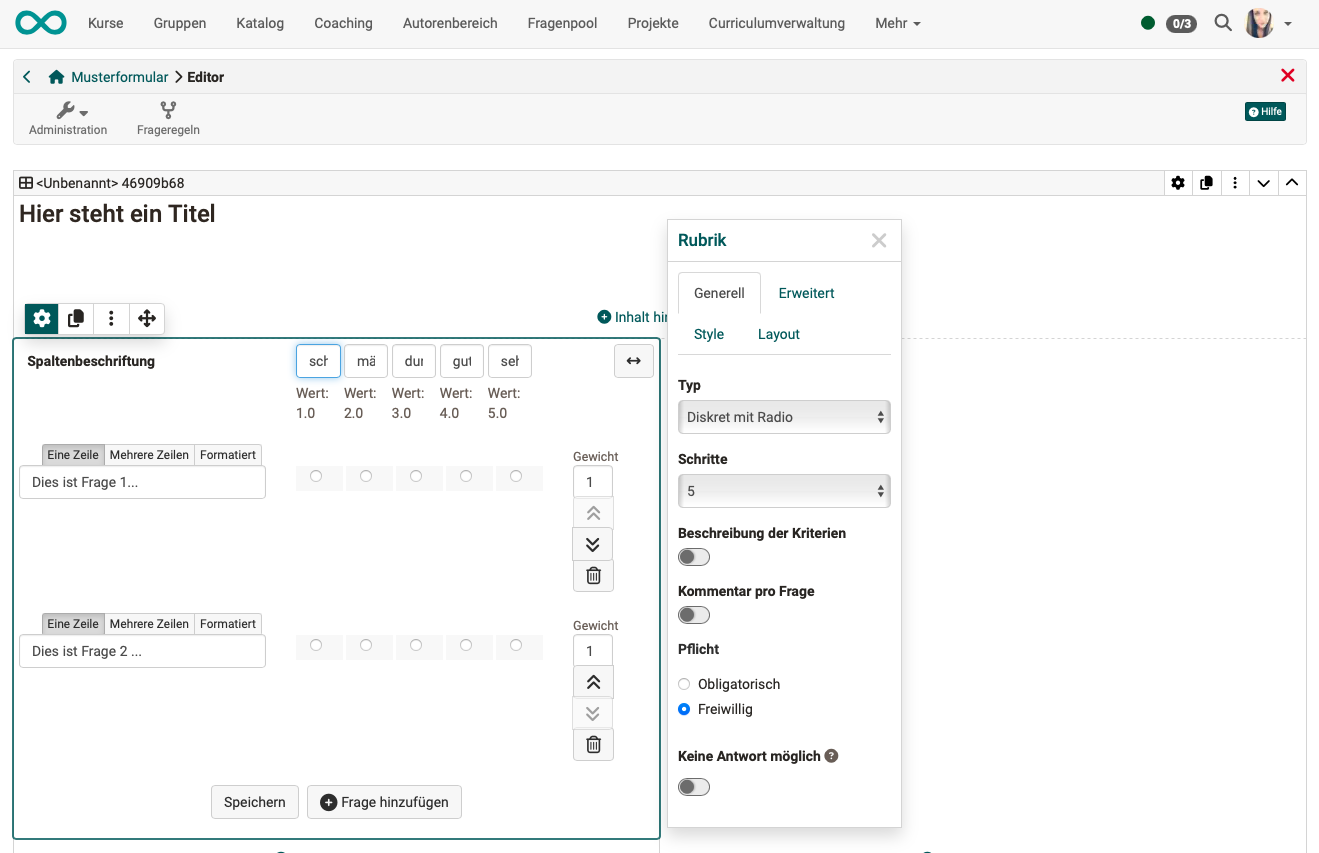 Kurse Gruppen Katalog Coaching Autorenbereich Fragenpool Projekte Curriculumverwaltung Mehr 0/3
Musterformular Editor
Administration Frageregeln Hilfe
<Unbenannt> 46909b68
Hier steht ein Titel
Rubrik
Generell Erweitert
Style Layout
Inhalt hin
Spaltenbeschriftung sch mä dur gut seh
Wert: Wert: Wert: Wert: Wert:
1.0 2.0 3.0 4.0 5.0
Typ
Diskret mit Radio
Eine Zeile Mehrere Zeilen Formatiert Gewicht
Dies ist Frage 1... 1
Schritte
5
Beschreibung der Kriterien
Kommentar pro Frage
Eine Zeile Mehrere Zeilen Formatiert Gewicht
Dies ist Frage 2 ... 1
Pflicht
Obligatorisch
Freiwillig
Keine Antwort möglich
Speichern Frage hinzufügen